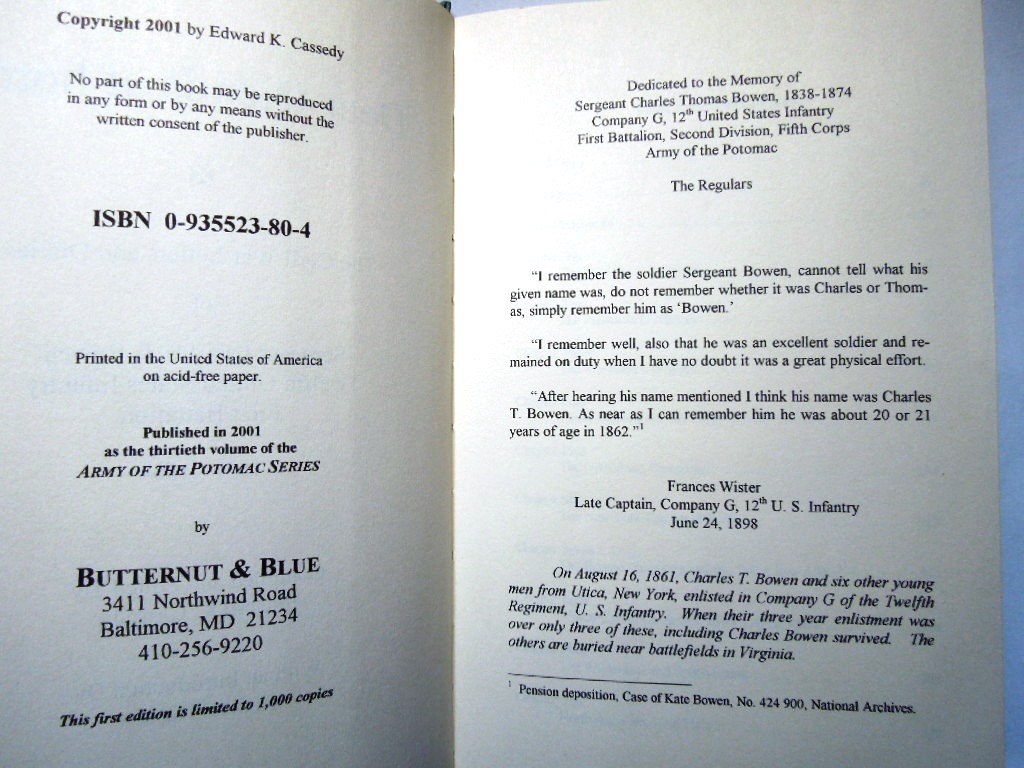 Copyright 2001 by Edward K. Cassedy
No part of this book may be reproduced
in any form or by any means without the
written consent of the publisher.
ISBN 0-935523-80-4
Printed in the United States of America
on acid-free paper.
Published in 2001
as the thirtieth volume of the
ARMY OF THE POTOMAC SERIES
by
BUTTERNUT & BLUE
3411 Northwind Road
Baltimore, MD 21234
410-256-9220
This first edition is limited to 1,000 copies
Dedicated to the Memory of
Sergeant Charles Thomas Bowen, 1838-1874
Company G, 12th United States Infantry
First Battalion, Second Division, Fifth Corps
Army of the Potomac
The Regulars
“I remember the soldier Sergeant Bowen, cannot tell what his
given name was, do not remember whether it was Charles or Thom-
as, simply remember him as ‘Bowen.’
“I remember well, also that he was an excellent soldier and re-
mained on duty when I have no doubt it was a great physical effort.
“After hearing his name mentioned I think his name was Charles
T. Bowen. As near as I can remember him he was about 20 or 21
years of age in 1862.”1
Frances Wister
Late Captain, Company G, 12th U. S. Infantry
June 24, 1898
On August 16, 1861, Charles T. Bowen and six other young
men from Utica, New York, enlisted in Company G of the Twelfth
Regiment, U. S. Infantry. When their three year enlistment was
over only three of these, including Charles Bowen survived. The
others are buried near battlefields in Virginia.
1 Pension deposition, Case of Kate Bowen, No. 424 900, National Archives.